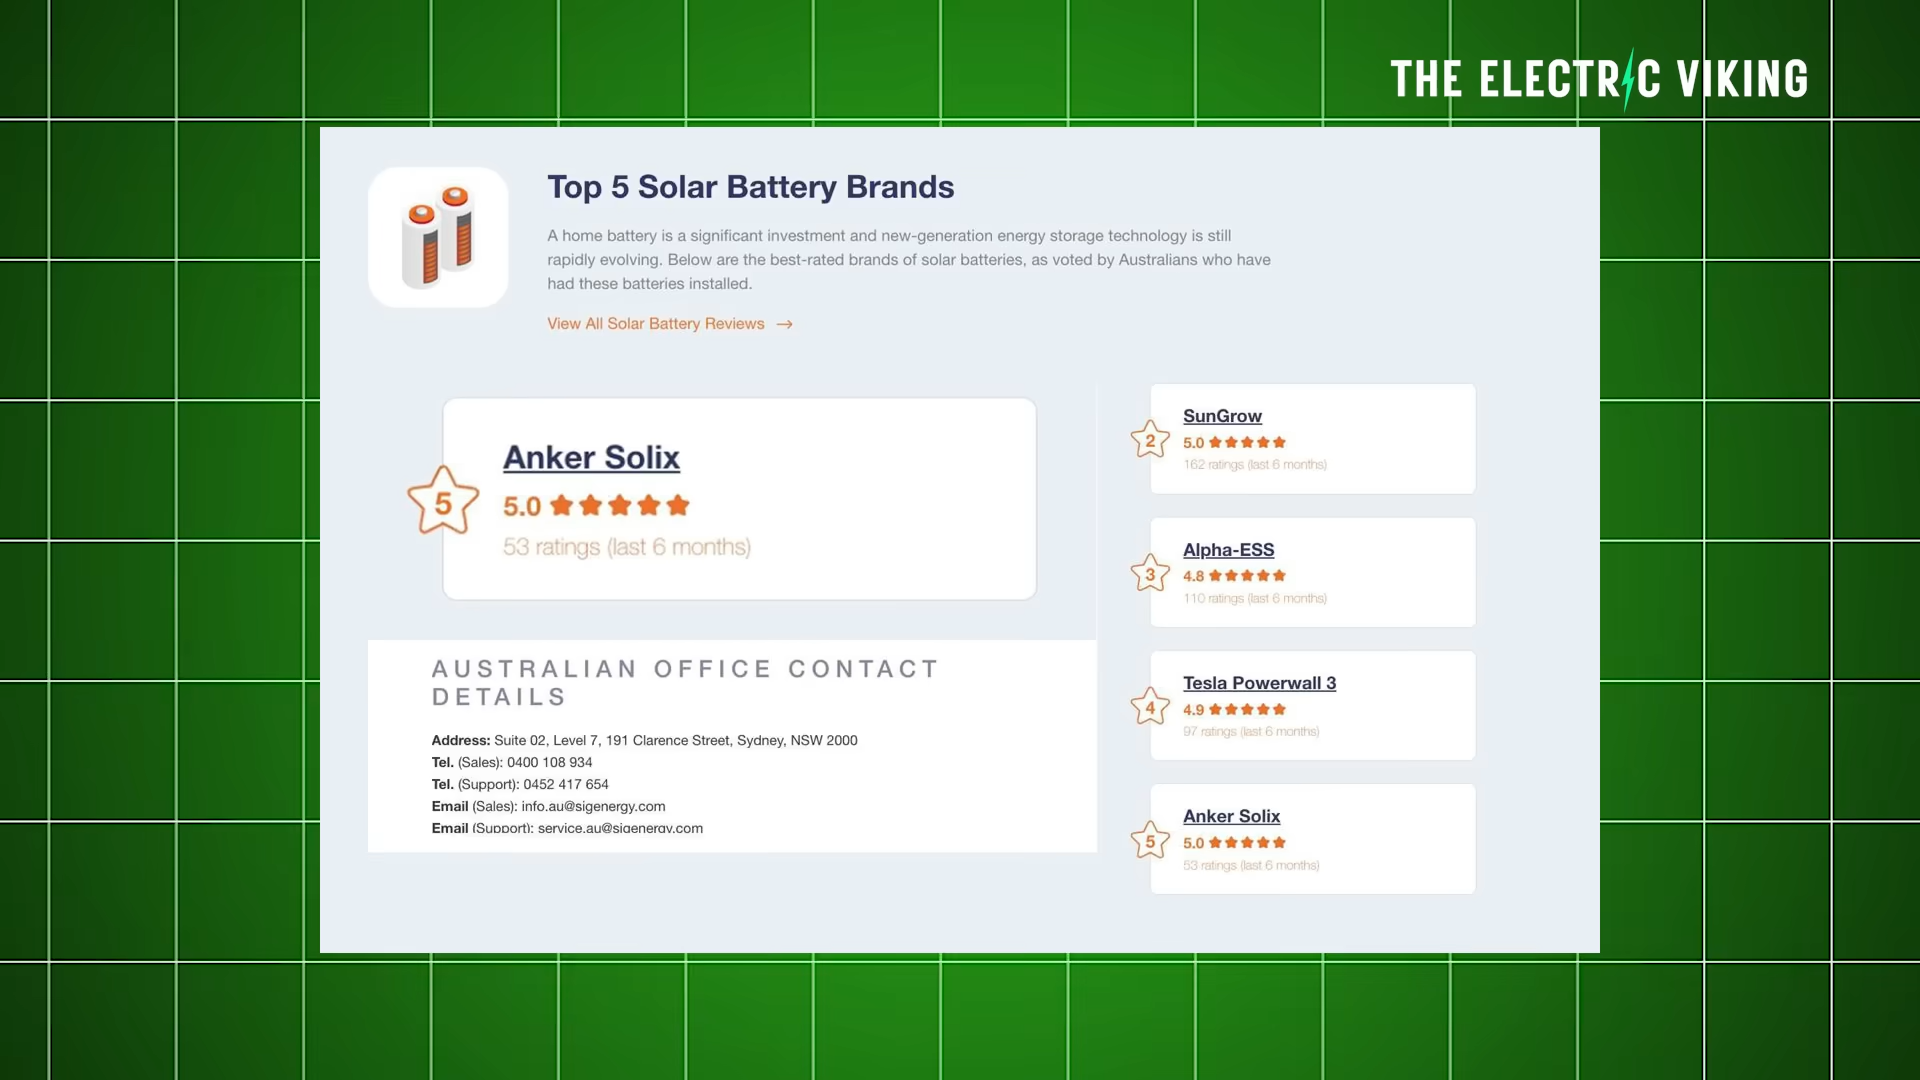 THE ELECTRIC VIKING
Top 5 Solar Battery Brands
A home battery is a significant investment and new-generation energy storage technology is still
rapidly evolving. Below are the best-rated brands of solar batteries, as voted by Australians who have
had these batteries installed.
View All Solar Battery Reviews →
5
Anker Solix
5.0
53 ratings (last 6 months)
AUSTRALIAN OFFICE CONTACT
DETAILS
Address: Suite 02, Level 7, 191 Clarence Street, Sydney, NSW 2000
Tel. (Sales): 0400 108 934
Tel. (Support): 0452 417 654
Email (Sales): info.au@sigenergy.com
Email (Support): service.au@sigenergy.com
2
SunGrow
5.0
162 ratings (last 6 months)
3
Alpha-ESS
4.8
110 ratings (last 6 months)
4
Tesla Powerwall 3
4.9
97 ratings (last 6 months)
5
Anker Solix
5.0
53 ratings (last 6 months)